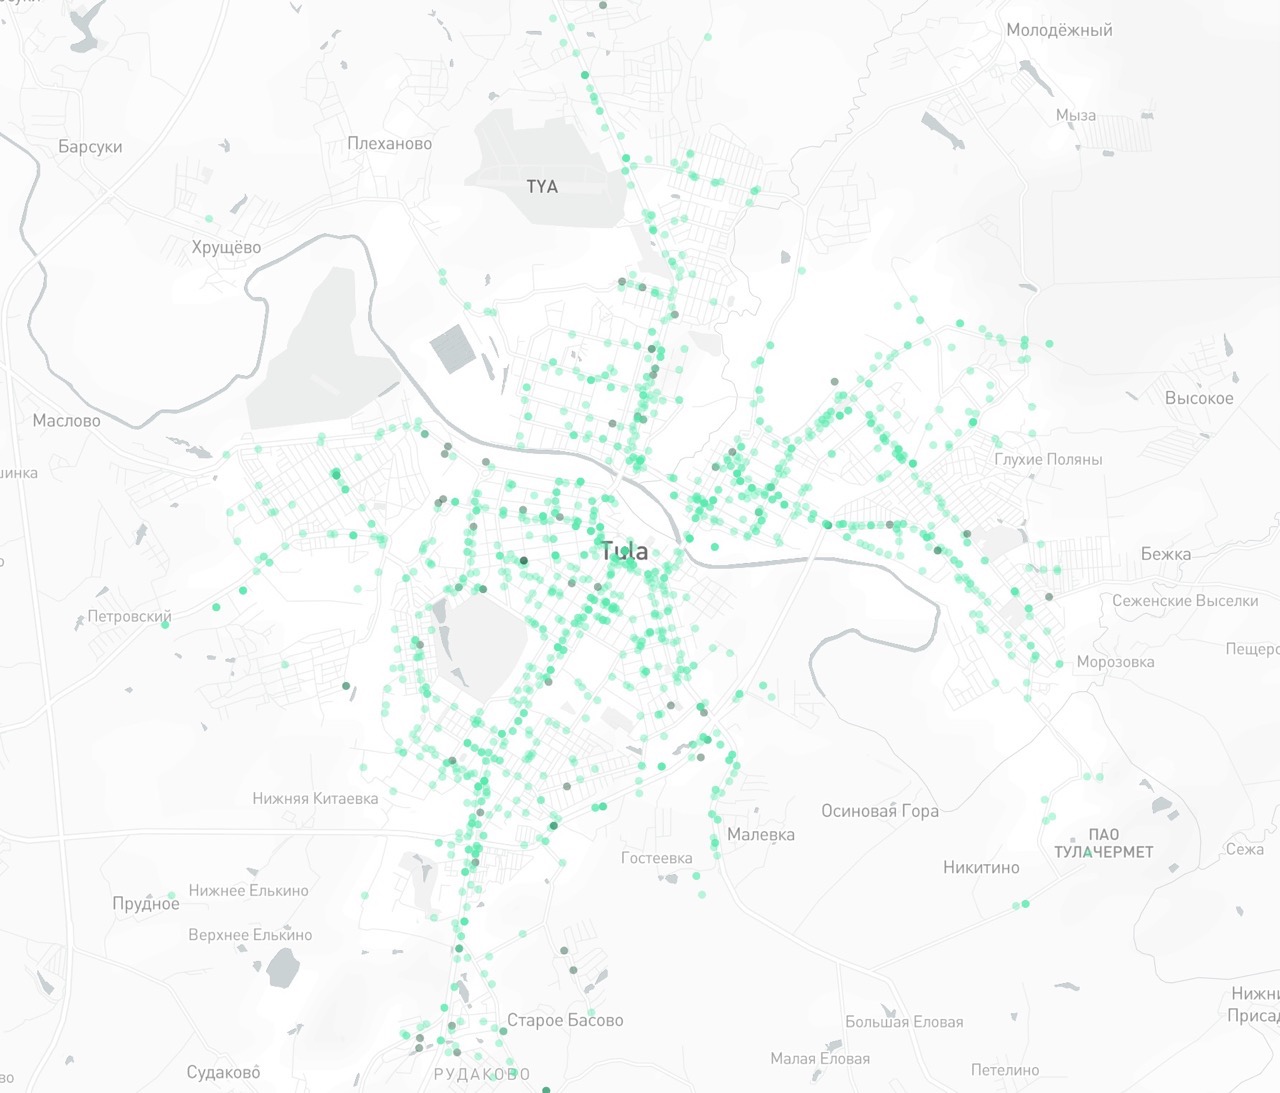 Молодёжный
Мыза
Плеханово
Барсуки
TYA
Хрущёво
Высокое
Маслово
Глухие Поляны
Tula
Бежка
Сеженские Выселки
Петровский
Морозовка
Нижняя Китаевка
Осиновая Гора
Малевка
ПАО
ТУЛАЧЕРМЕТ
Сежа
Гостеевка
Никитино
Нижнее Елькино
Прудное
Верхнее Елькино
Старое Басово
Большая Еловая
Малая Еловая
Петелино
Судаково
РУДАКОВО